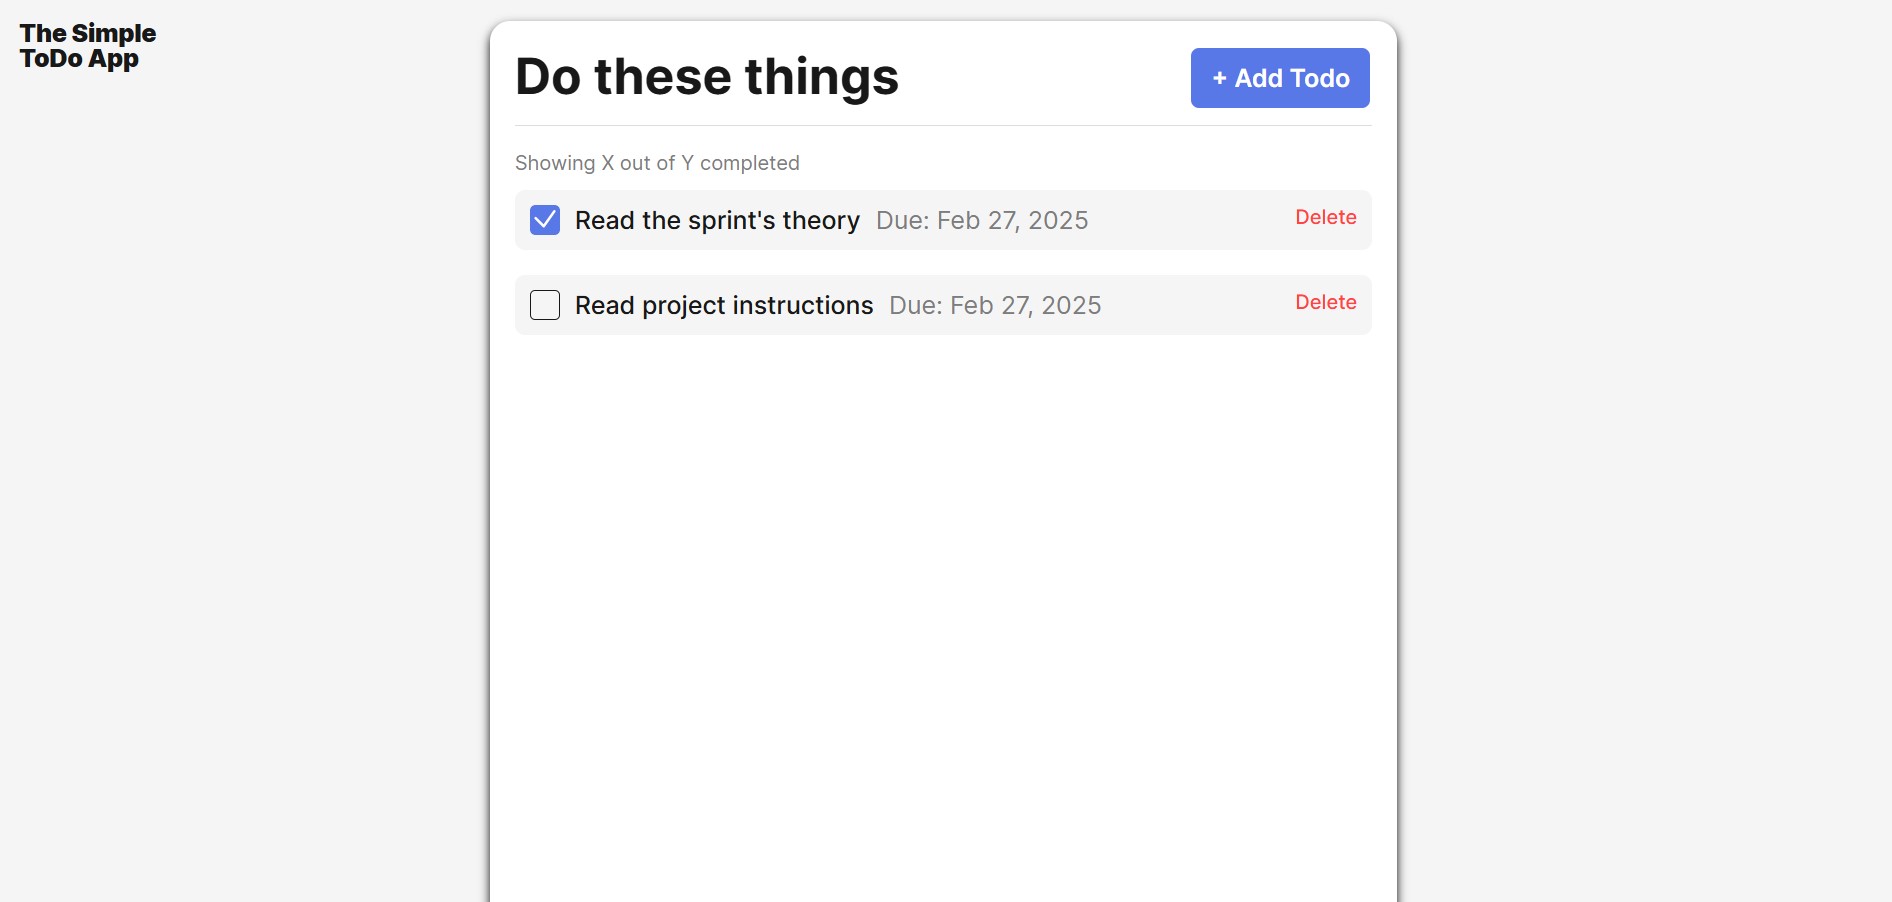 The Simple
ToDo App
Do these things
+ Add Todo
Showing X out of Y completed
Read the sprint's theory Due: Feb 27, 2025 Delete
Read project instructions Due: Feb 27, 2025 Delete